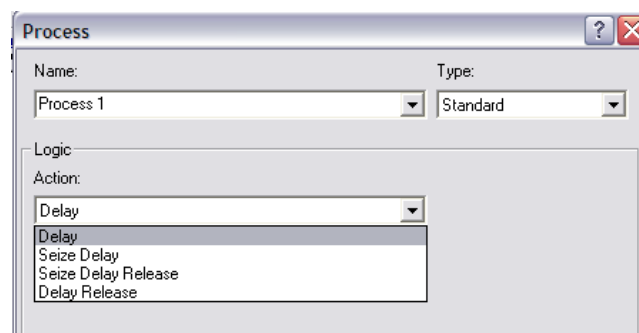 Process
Name: Type:
Process 1 Standard
Logic
Action:
Delay
Delay
Seize Delay
Seize Delay Release
Delay Release